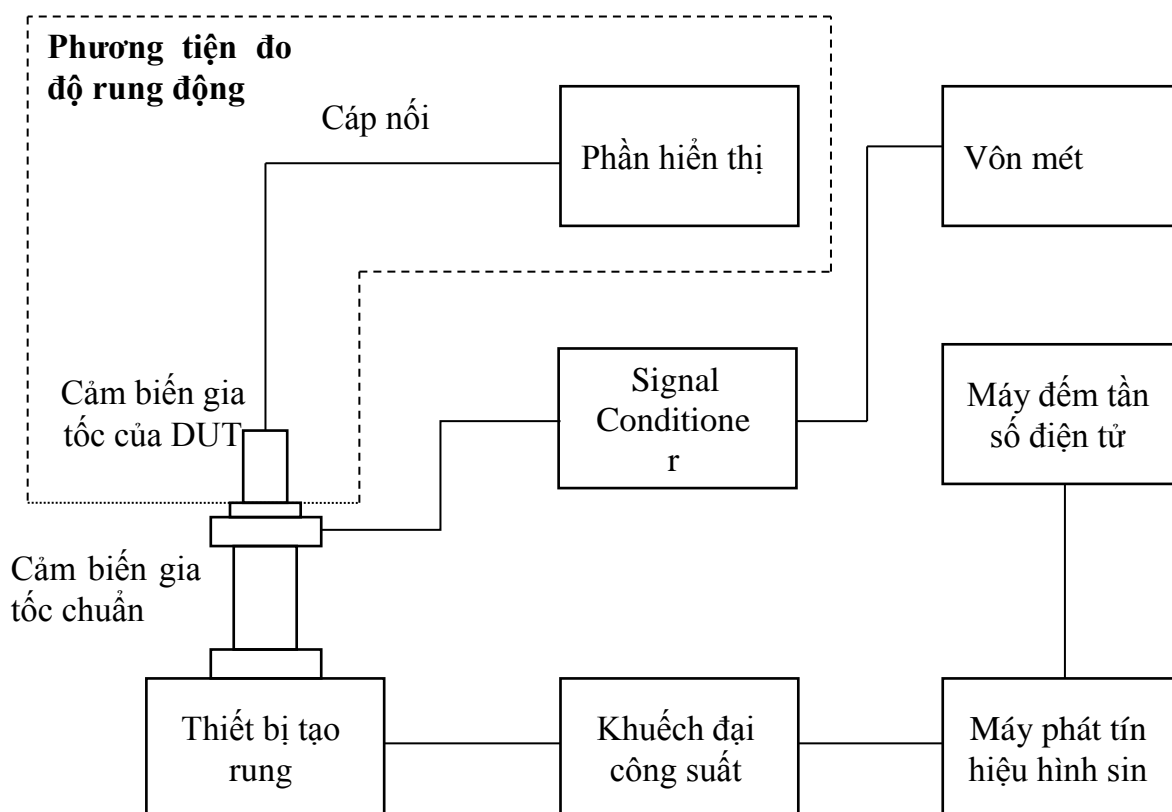 Phương tiện đo
độ rung động
Cáp nối
Phần hiển thị
Vôn mét
Cảm biến gia
tốc của DUT
Signal
Conditione
r
Máy đếm tần
số điện tử
Cảm biến gia
tốc chuẩn
Thiết bị tạo
rung
Khuếch đại
công suất
Máy phát tín
hiệu hình sin